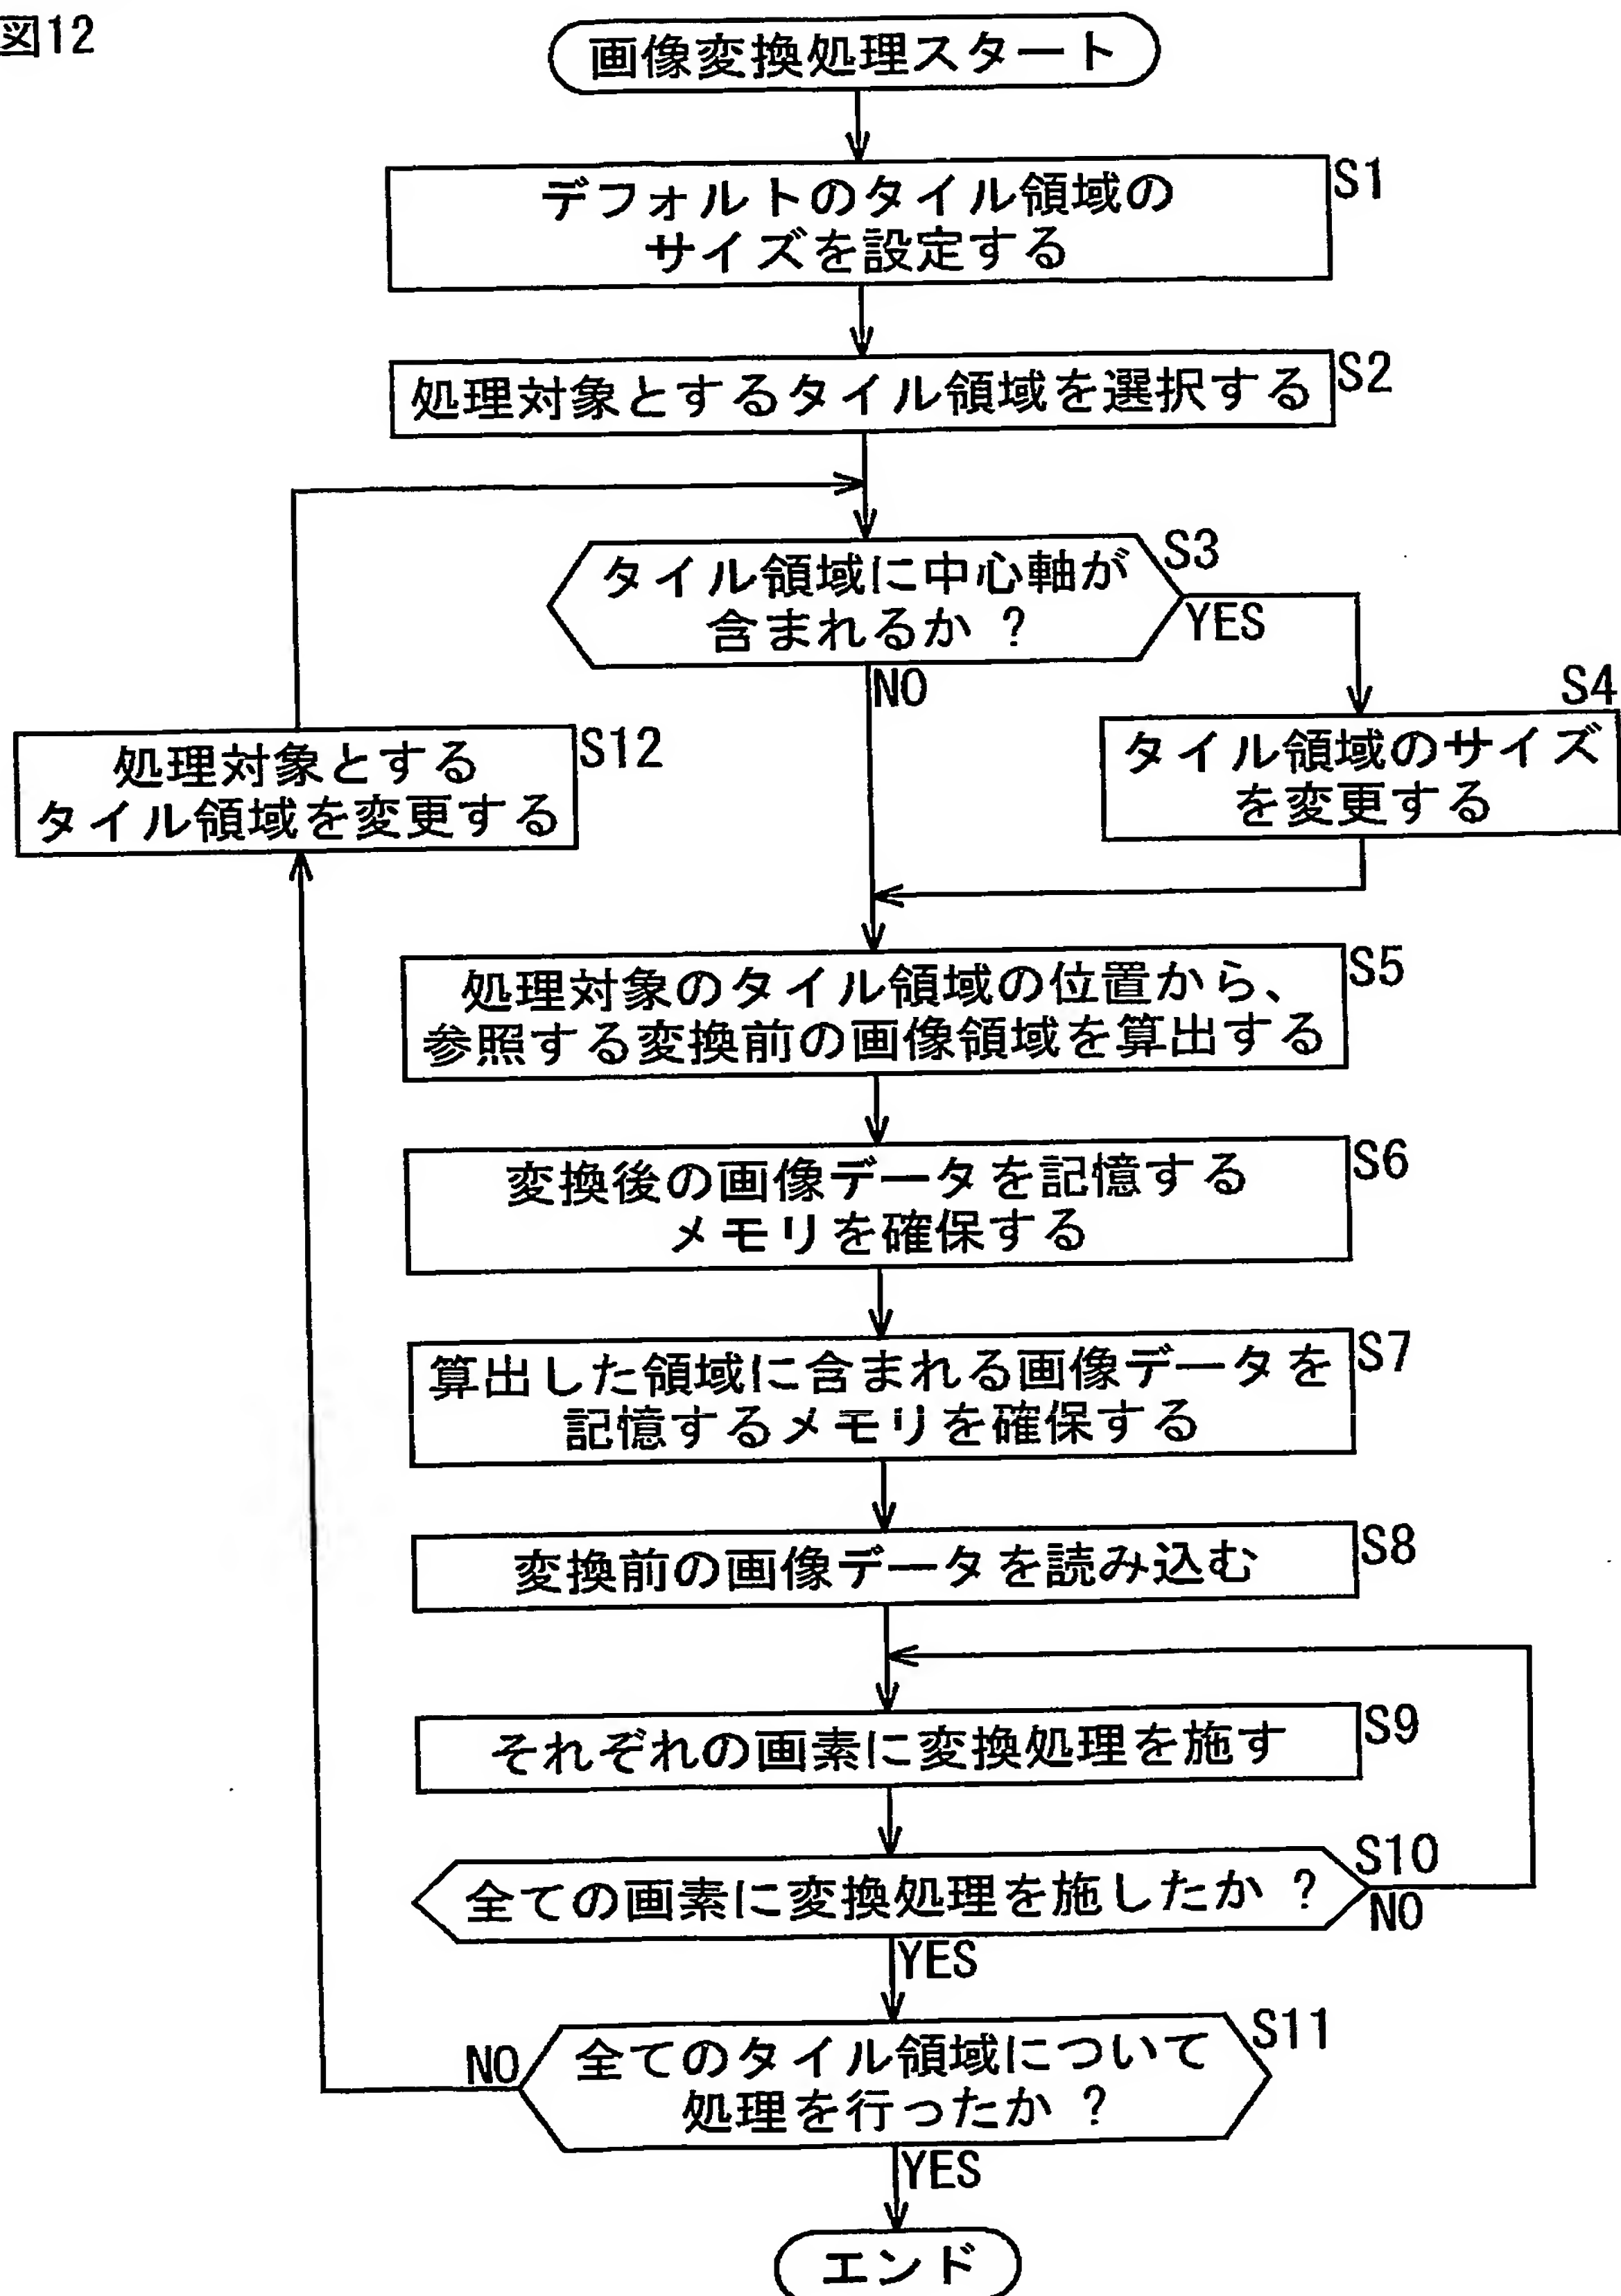 図12
画像変換処理スタート
デフォルトのタイル領域の
サイズを設定する
S1
処理対象とするタイル領域を選択する
S2
タイル領域に中心軸が
含まれるか ?
S3
YES
NO
S4
タイル領域のサイズ
を変更する
処理対象とする
タイル領域を変更する
S12
処理対象のタイル領域の位置から、
参照する変換前の画像領域を算出する
S5
変換後の画像データを記憶する
メモリを確保する
S6
算出した領域に含まれる画像データを
記憶するメモリを確保する
S7
変換前の画像データを読み込む
S8
それぞれの画素に変換処理を施す
S9
全ての画素に変換処理を施したか ?
S10
NO
YES
全てのタイル領域について
処理を行ったか ?
S11
NO
YES
エンド